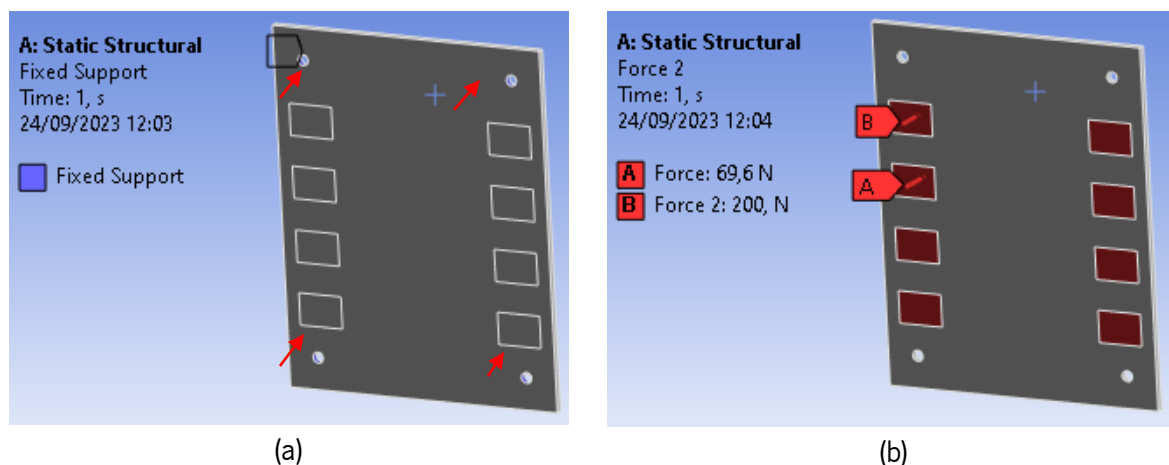 A: Static Structural
Fixed Support
Time: 1, s
24/09/2023 12:03
Fixed Support
(a)
A: Static Structural
Force 2
Time: 1, s
24/09/2023 12:04
A Force: 69,6 N
B Force 2: 200, N
B
A
(b)